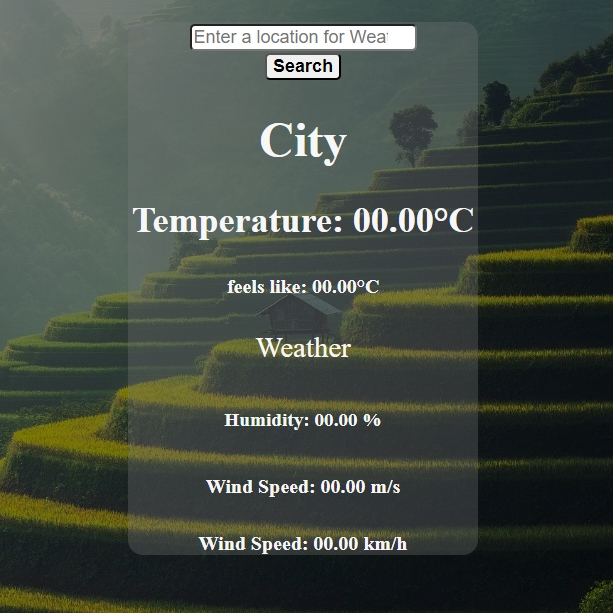 Enter a location for Wea
Search
City
Temperature: 00.00°C
feels like: 00.00°C
Weather
Humidity: 00.00 %
Wind Speed: 00.00 m/s
Wind Speed: 00.00 km/h